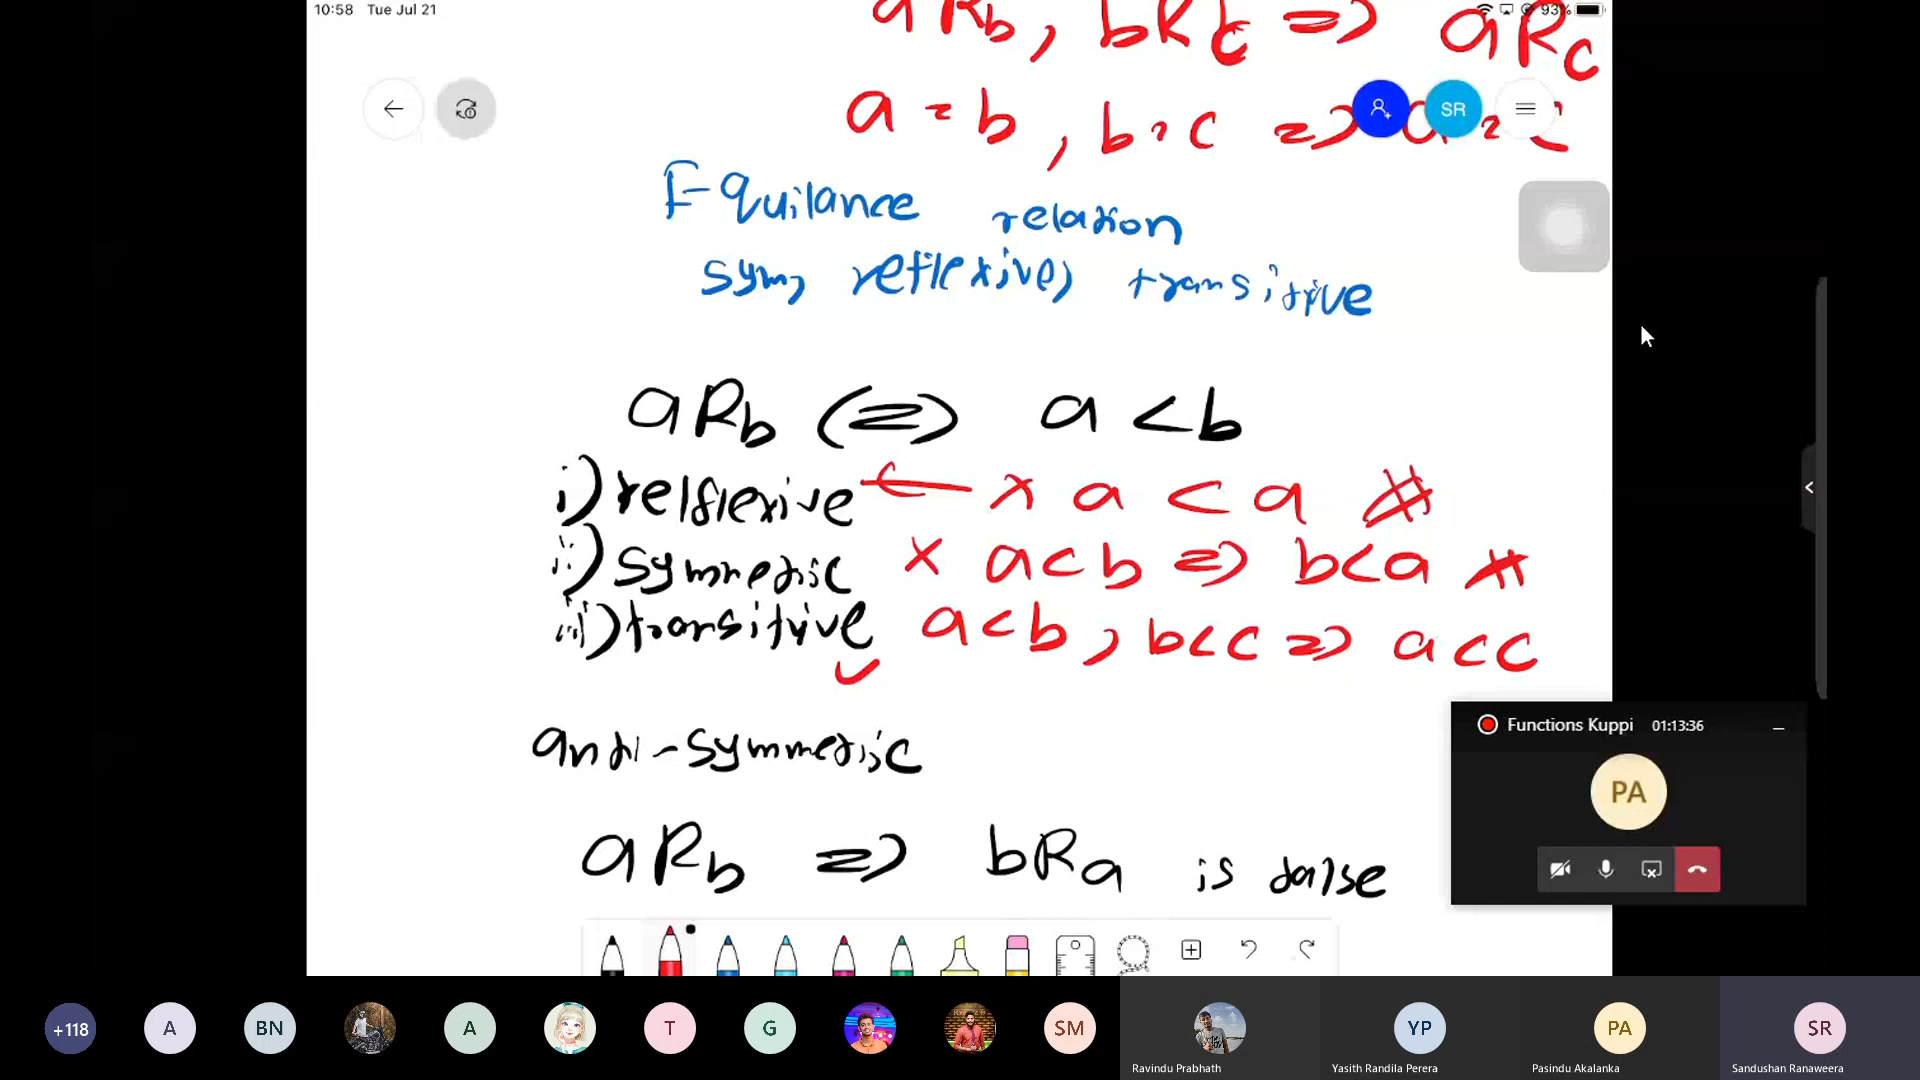 10:58 Tue Jul 21
93%
aRb, bRc => aRc
a = b, b = c =>
SR
E-quilance relation
sym, reflexive, transitive
aRb <=> a < b
i) relflexive ← × a < a
ii) symmetric × a<b => b<a
iii) transitive a<b, b<c => a<c
anti-symmetric
aRb => bRa is false
Functions Kuppi 01:13:36
PA
+118 A BN A T G SM YP PA SR
Ravindu Prabhath Yasith Randila Perera Pasindu Akalanka Sandushan Ranaweera